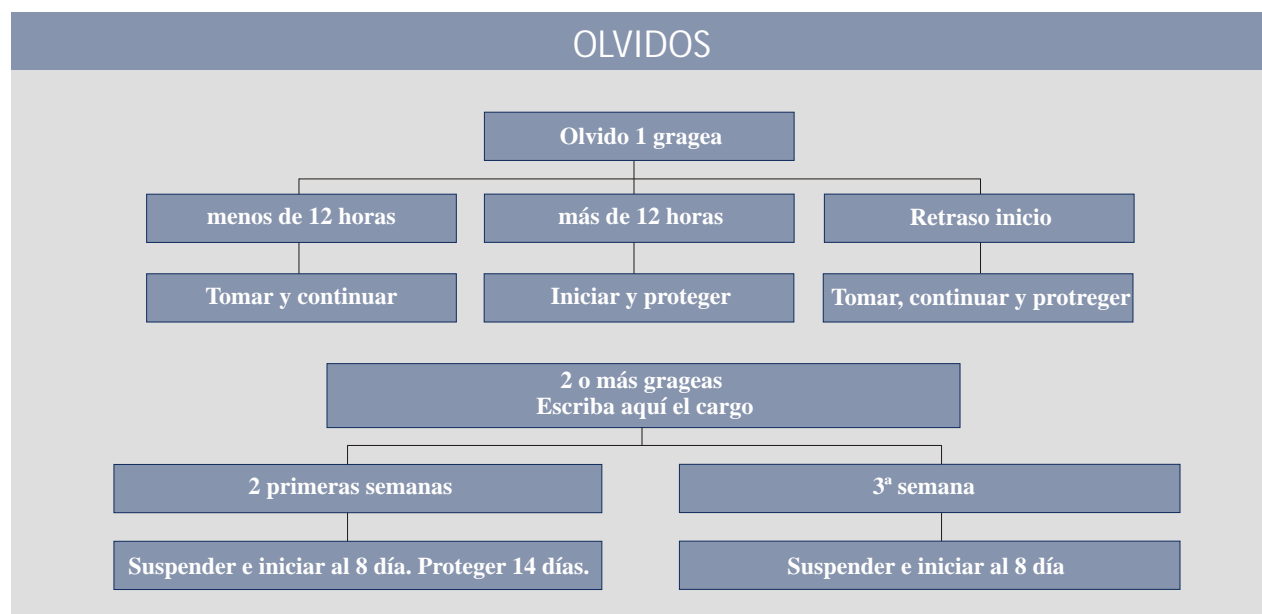 OLVIDOS
Olvido 1 gragea
menos de 12 horas
más de 12 horas
Retraso inicio
Tomar y continuar
Iniciar y proteger
Tomar, continuar y protreger
2 o más grageas
Escriba aquí el cargo
2 primeras semanas
3ª semana
Suspender e iniciar al 8 día. Proteger 14 días.
Suspender e iniciar al 8 día